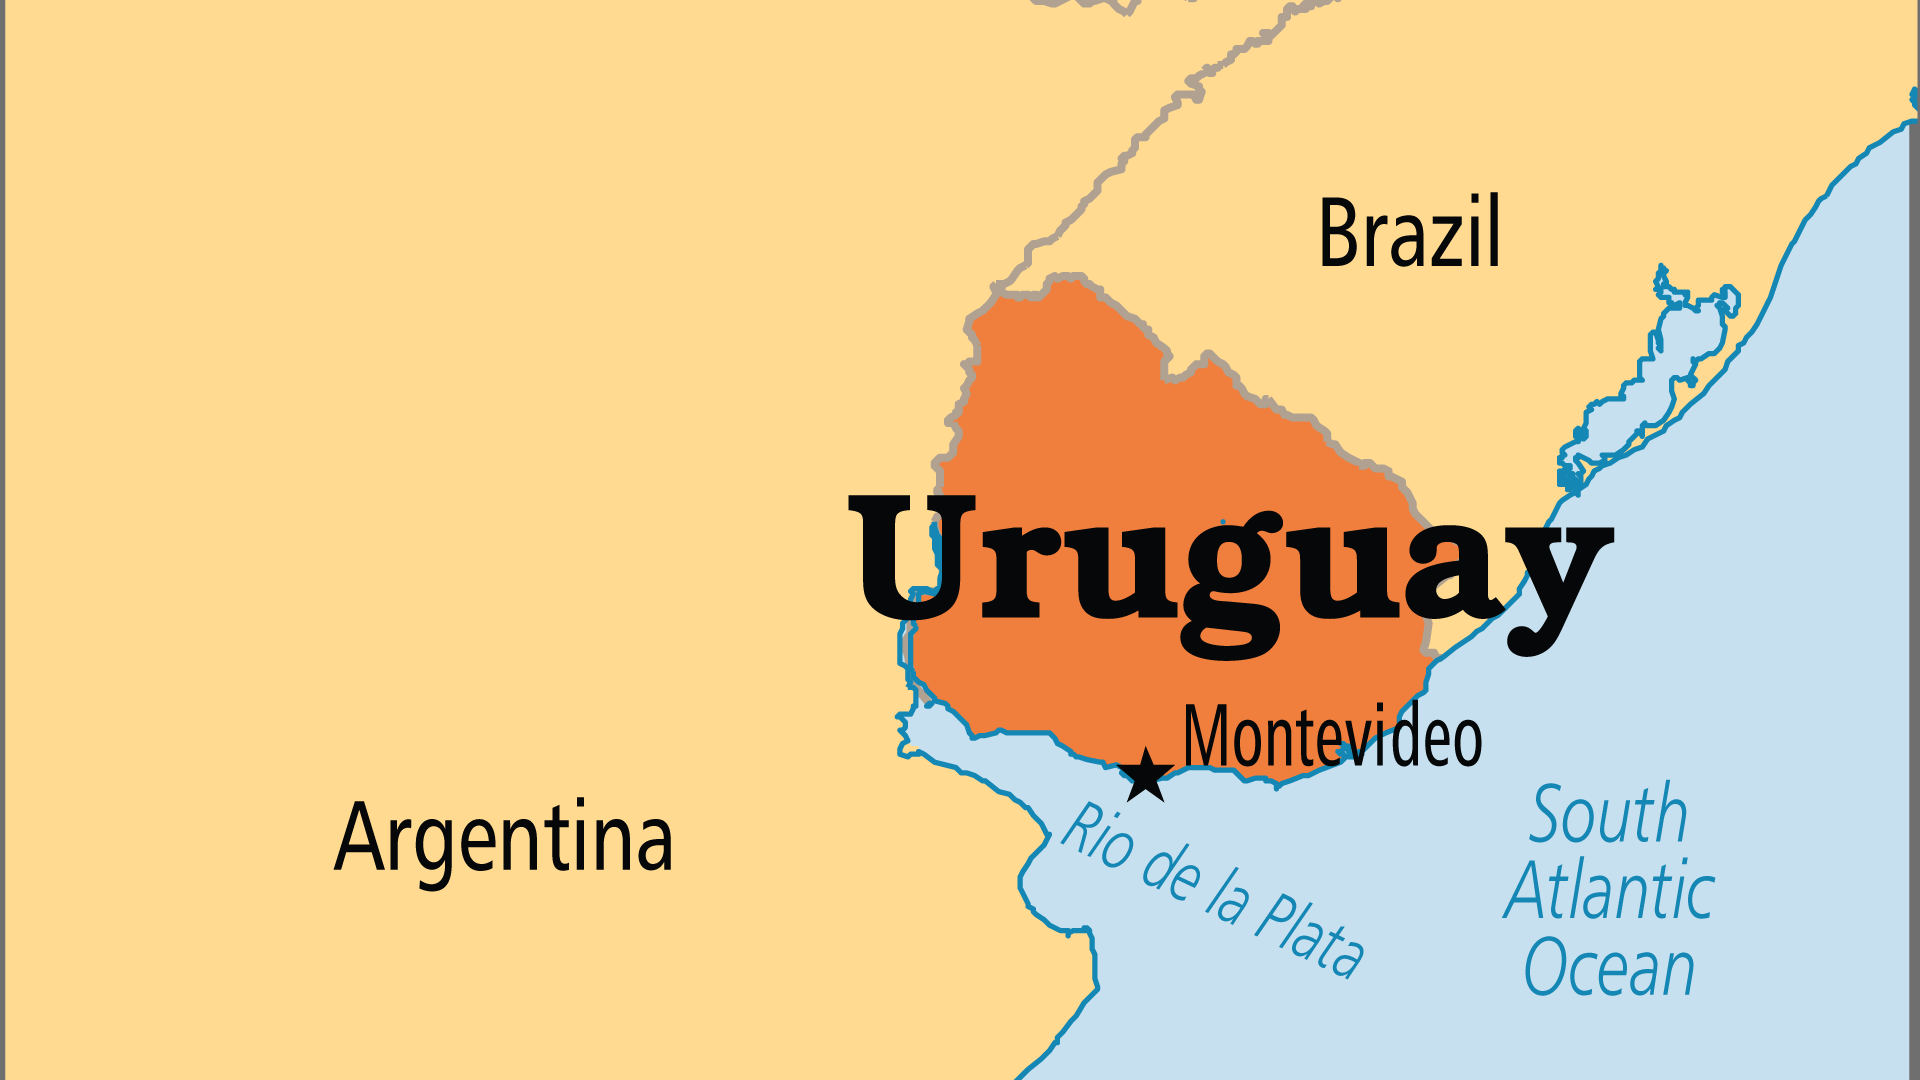 Brazil
Uruguay
Montevideo
Argentina
Rio de la Plata
South
Atlantic
Ocean